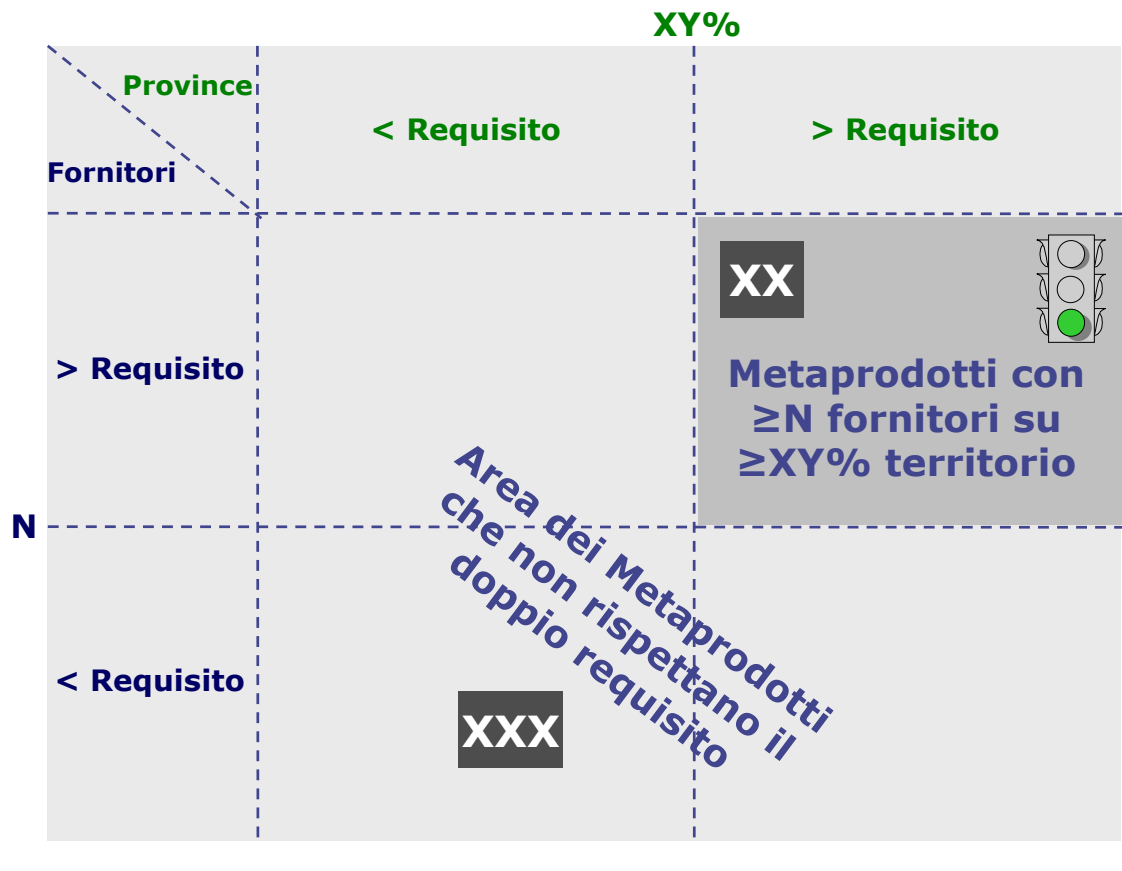 XY%
Province
Fornitori
< Requisito
> Requisito
> Requisito
XX
Metaprodotti con
≥N fornitori su
≥XY% territorio
N
Area dei Metaprodotti
che non rispettano il
doppio requisito
< Requisito
XXX